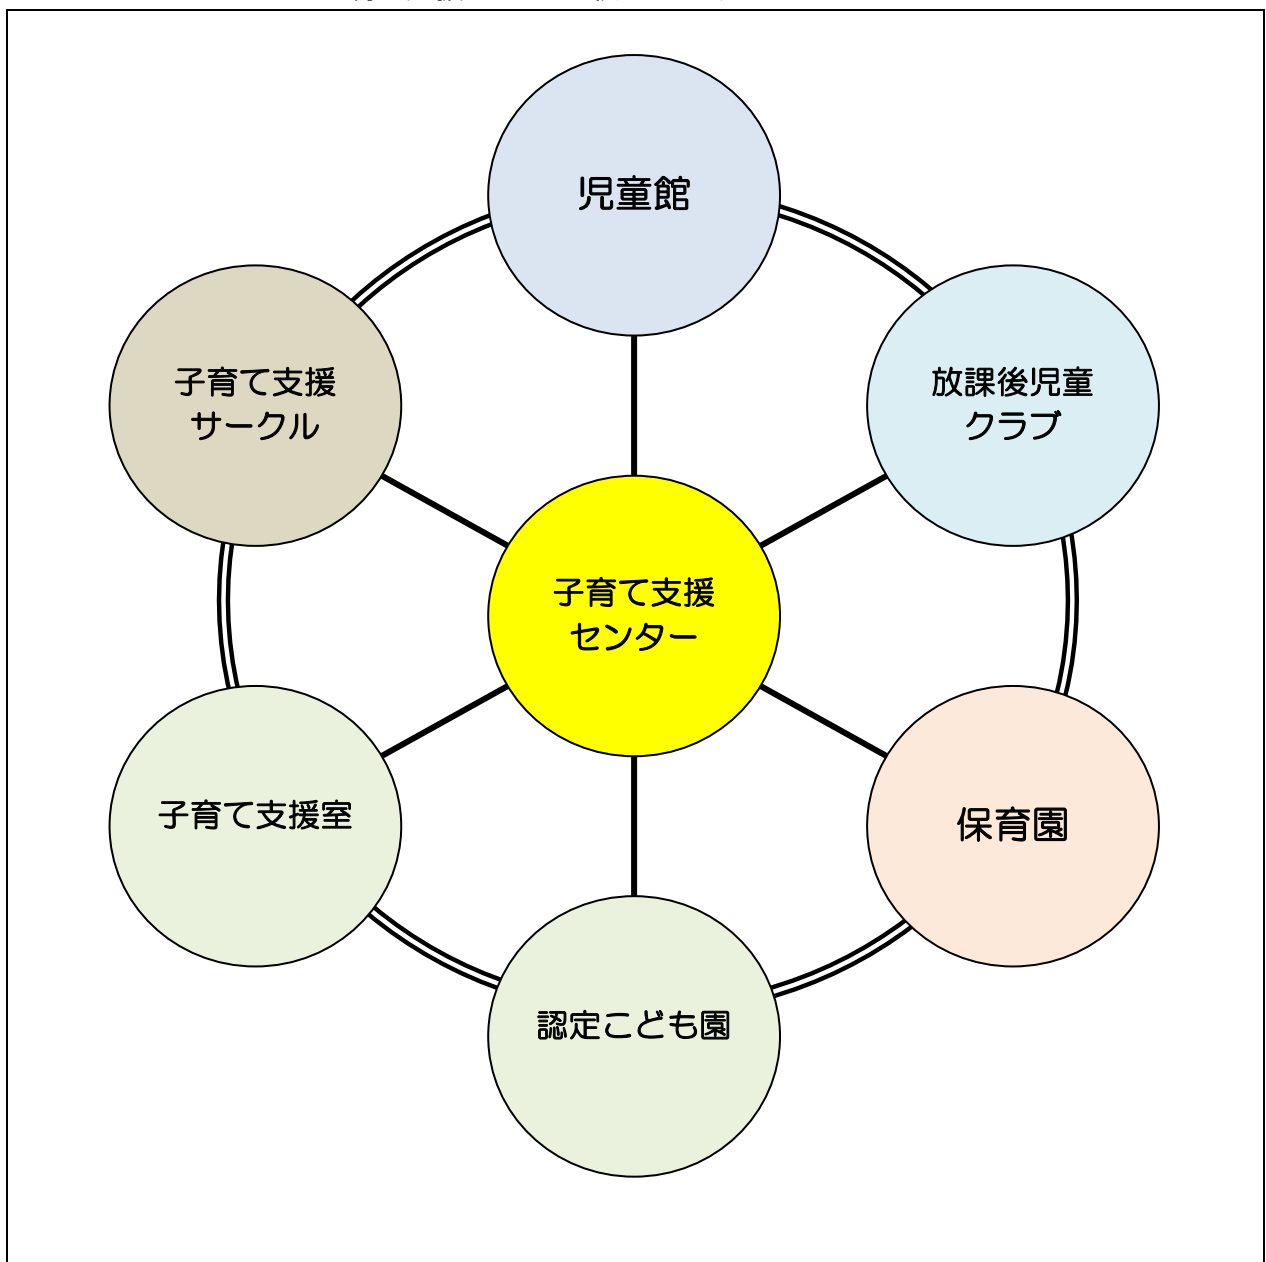 児童館
子育て支援
サークル
放課後児童
クラブ
子育て支援
センター
子育て支援室
保育園
認定こども園